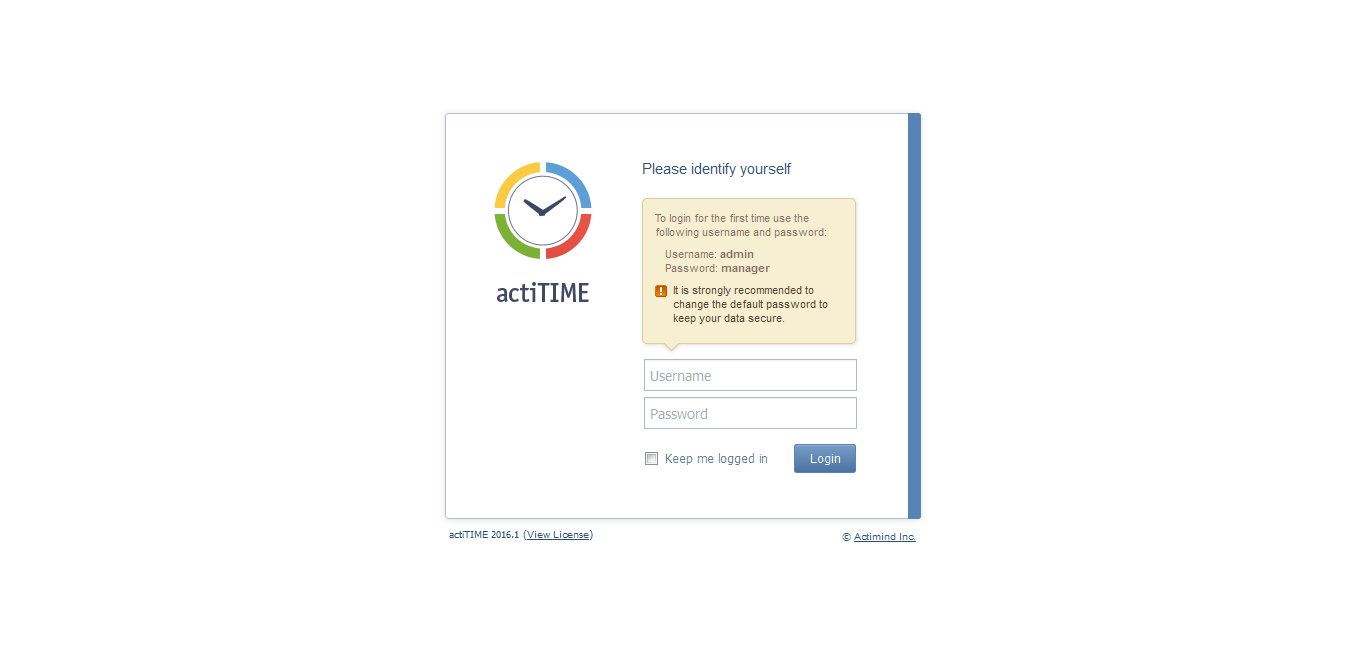 Please identify yourself
To login for the first time use the
following username and password:
Username: admin
Password: manager
It is strongly recommended to
change the default password to
keep your data secure.
actiTIME
Username
Password
Keep me logged in
Login
actiTIME 2016.1 (View License)
© Actimind Inc.